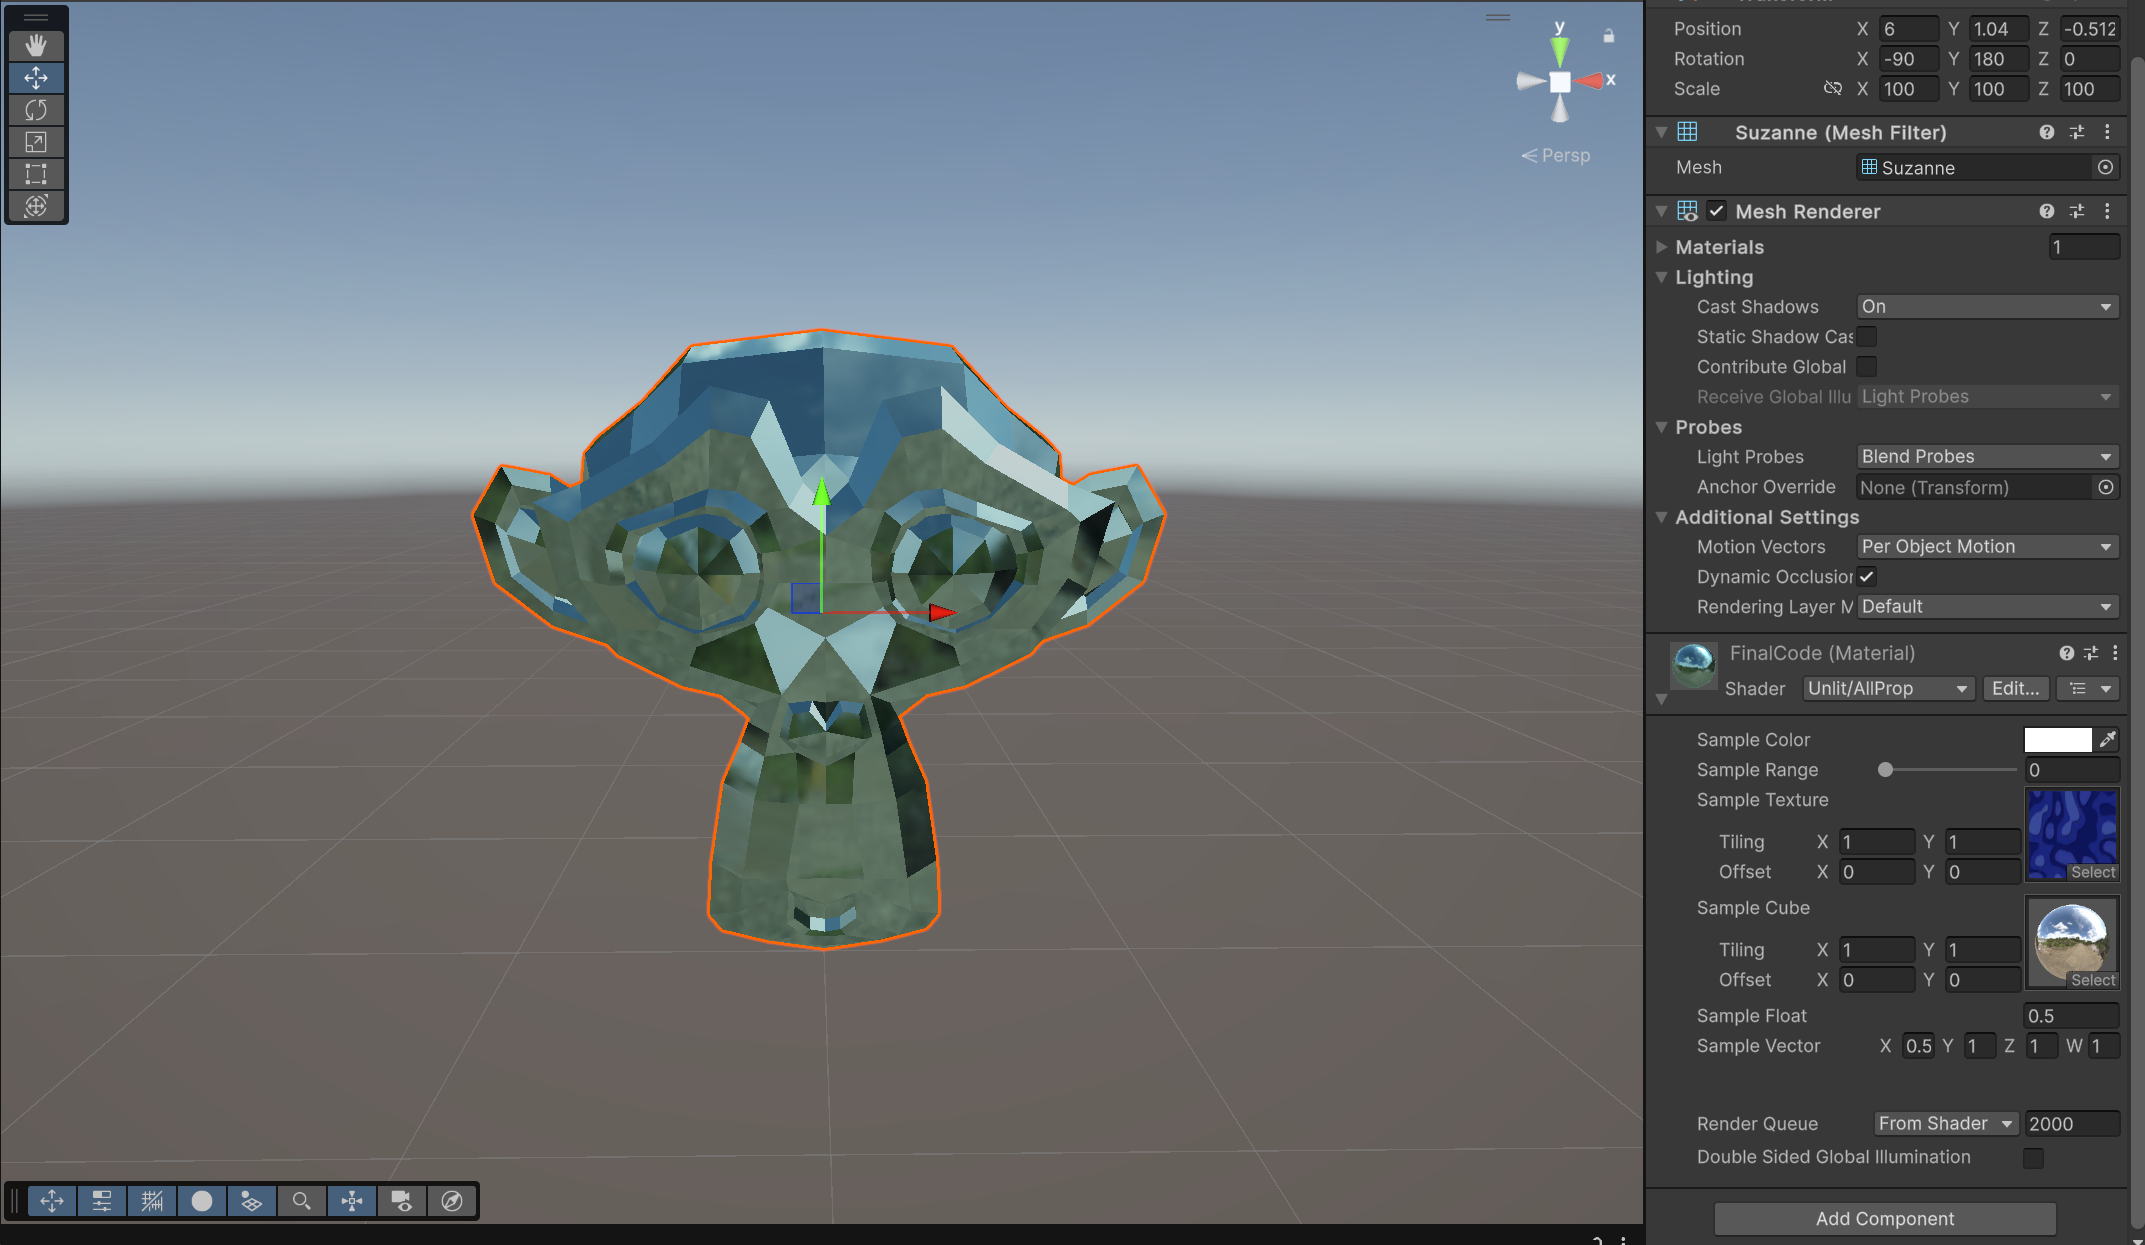 y
x
Persp
Position X 6 Y 1.04 Z -0.512
Rotation X -90 Y 180 Z 0
Scale X 100 Y 100 Z 100
Suzanne (Mesh Filter)
Mesh Suzanne
Mesh Renderer
Materials 1
Lighting
Cast Shadows On
Static Shadow Cas
Contribute Global
Receive Global Illu Light Probes
Probes
Light Probes Blend Probes
Anchor Override None (Transform)
Additional Settings
Motion Vectors Per Object Motion
Dynamic Occlusion
Rendering Layer M Default
FinalCode (Material)
Shader Unlit/AllProp Edit...
Sample Color
Sample Range 0
Sample Texture
Tiling X 1 Y 1
Offset X 0 Y 0 Select
Sample Cube
Tiling X 1 Y 1
Offset X 0 Y 0 Select
Sample Float 0.5
Sample Vector X 0.5 Y 1 Z 1 W 1
Render Queue From Shader 2000
Double Sided Global Illumination
Add Component